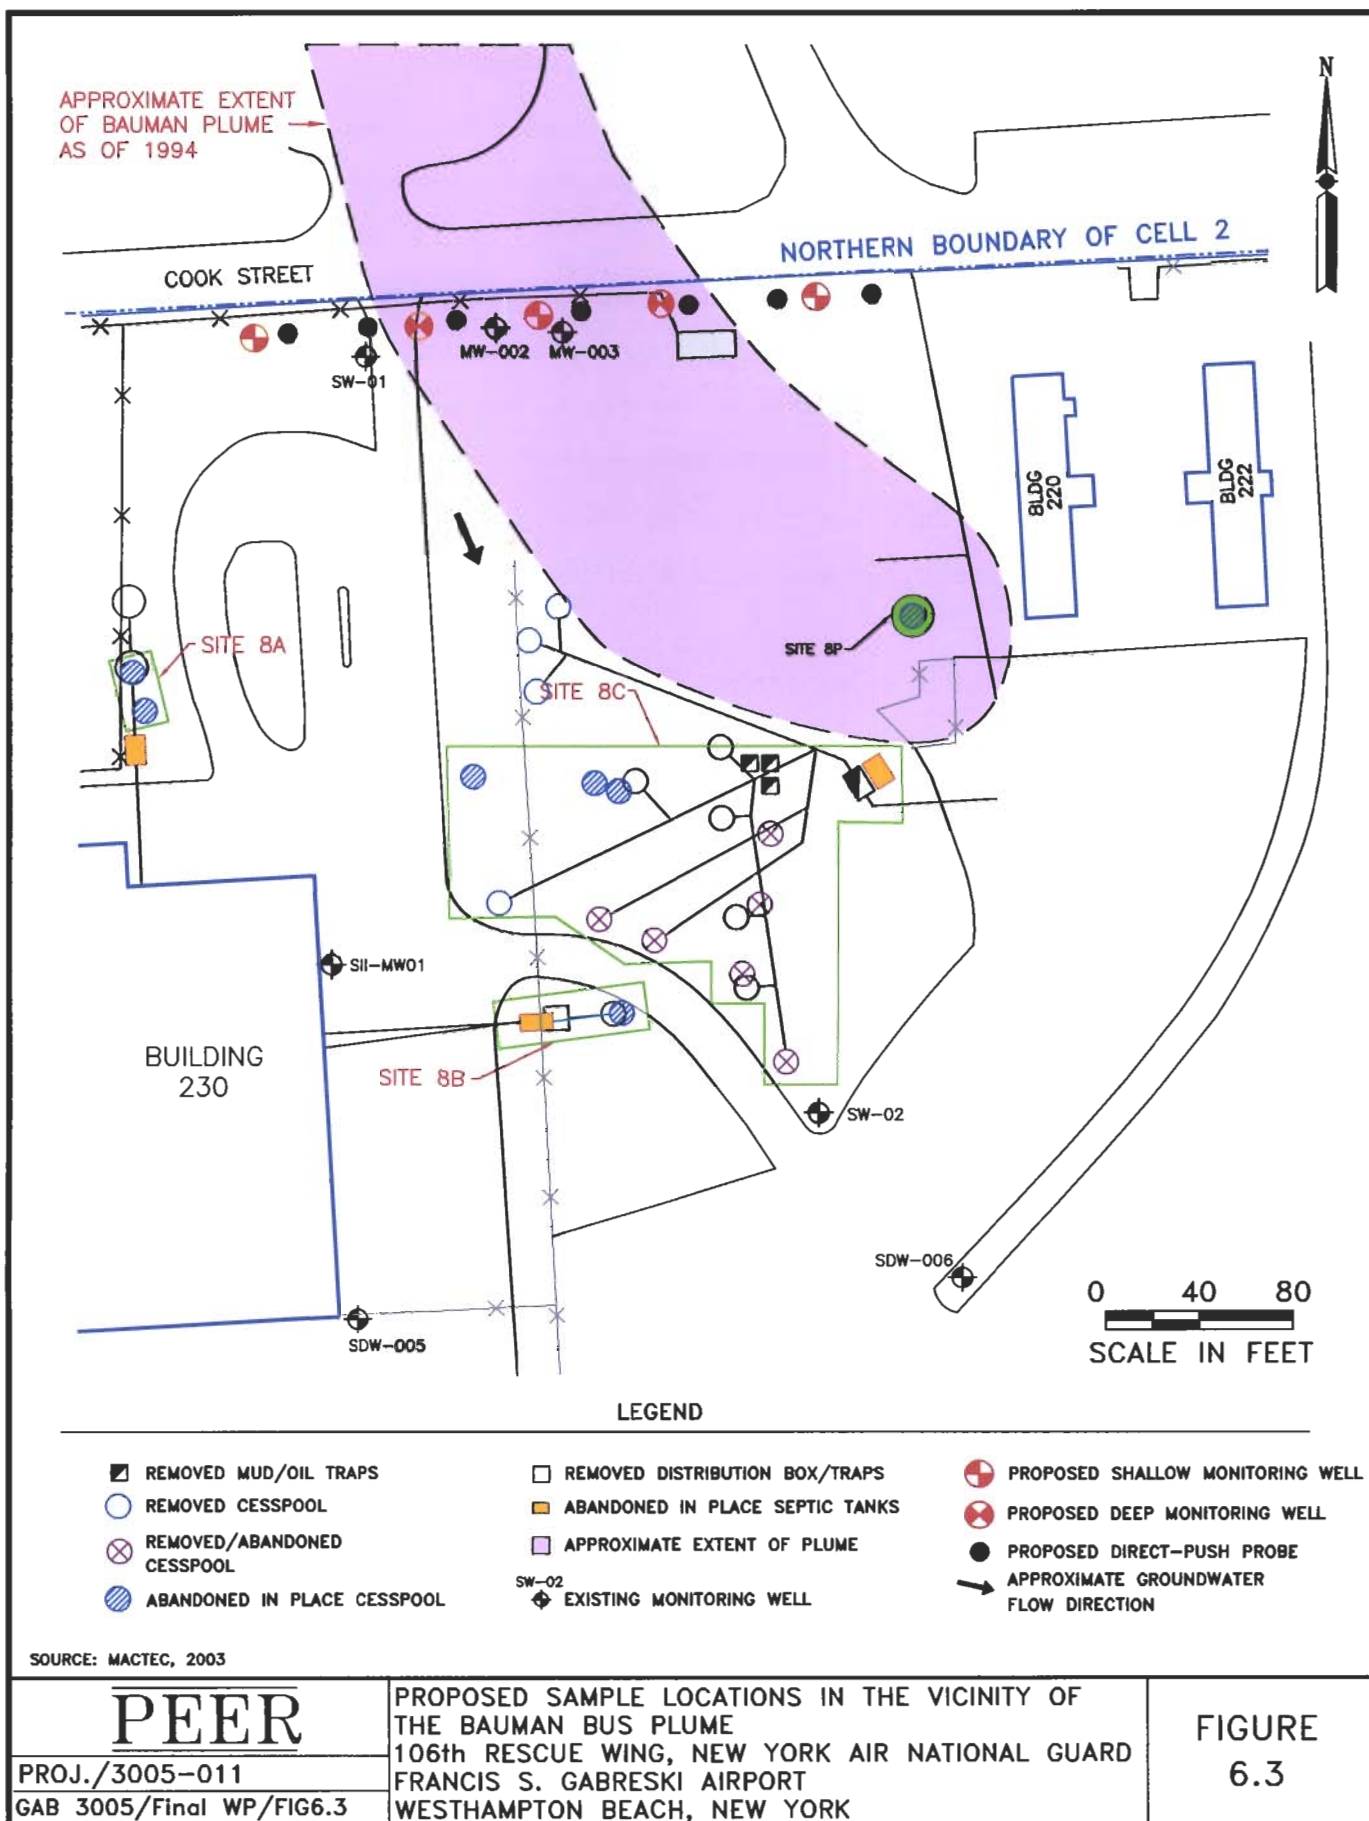 APPROXIMATE EXTENT
OF BAUMAN PLUME
AS OF 1994
N
NORTHERN BOUNDARY OF CELL 2
COOK STREET
MW-002
MW-003
SW-01
BLDG
220
BLDG
222
SITE 8A
SITE 8P
SITE 8C
SII-MW01
BUILDING
230
SITE 8B
SW-02
SDW-006
SDW-005
0 40 80
SCALE IN FEET
LEGEND
REMOVED MUD/OIL TRAPS
REMOVED CESSPOOL
REMOVED/ABANDONED
CESSPOOL
ABANDONED IN PLACE CESSPOOL
REMOVED DISTRIBUTION BOX/TRAPS
ABANDONED IN PLACE SEPTIC TANKS
APPROXIMATE EXTENT OF PLUME
SW-02
EXISTING MONITORING WELL
PROPOSED SHALLOW MONITORING WELL
PROPOSED DEEP MONITORING WELL
PROPOSED DIRECT-PUSH PROBE
APPROXIMATE GROUNDWATER
FLOW DIRECTION
SOURCE: MACTEC, 2003
PEER
PROJ./3005-011
GAB 3005/Final WP/FIG6.3
PROPOSED SAMPLE LOCATIONS IN THE VICINITY OF
THE BAUMAN BUS PLUME
106th RESCUE WING, NEW YORK AIR NATIONAL GUARD
FRANCIS S. GABRESKI AIRPORT
WESTHAMPTON BEACH, NEW YORK
FIGURE
6.3